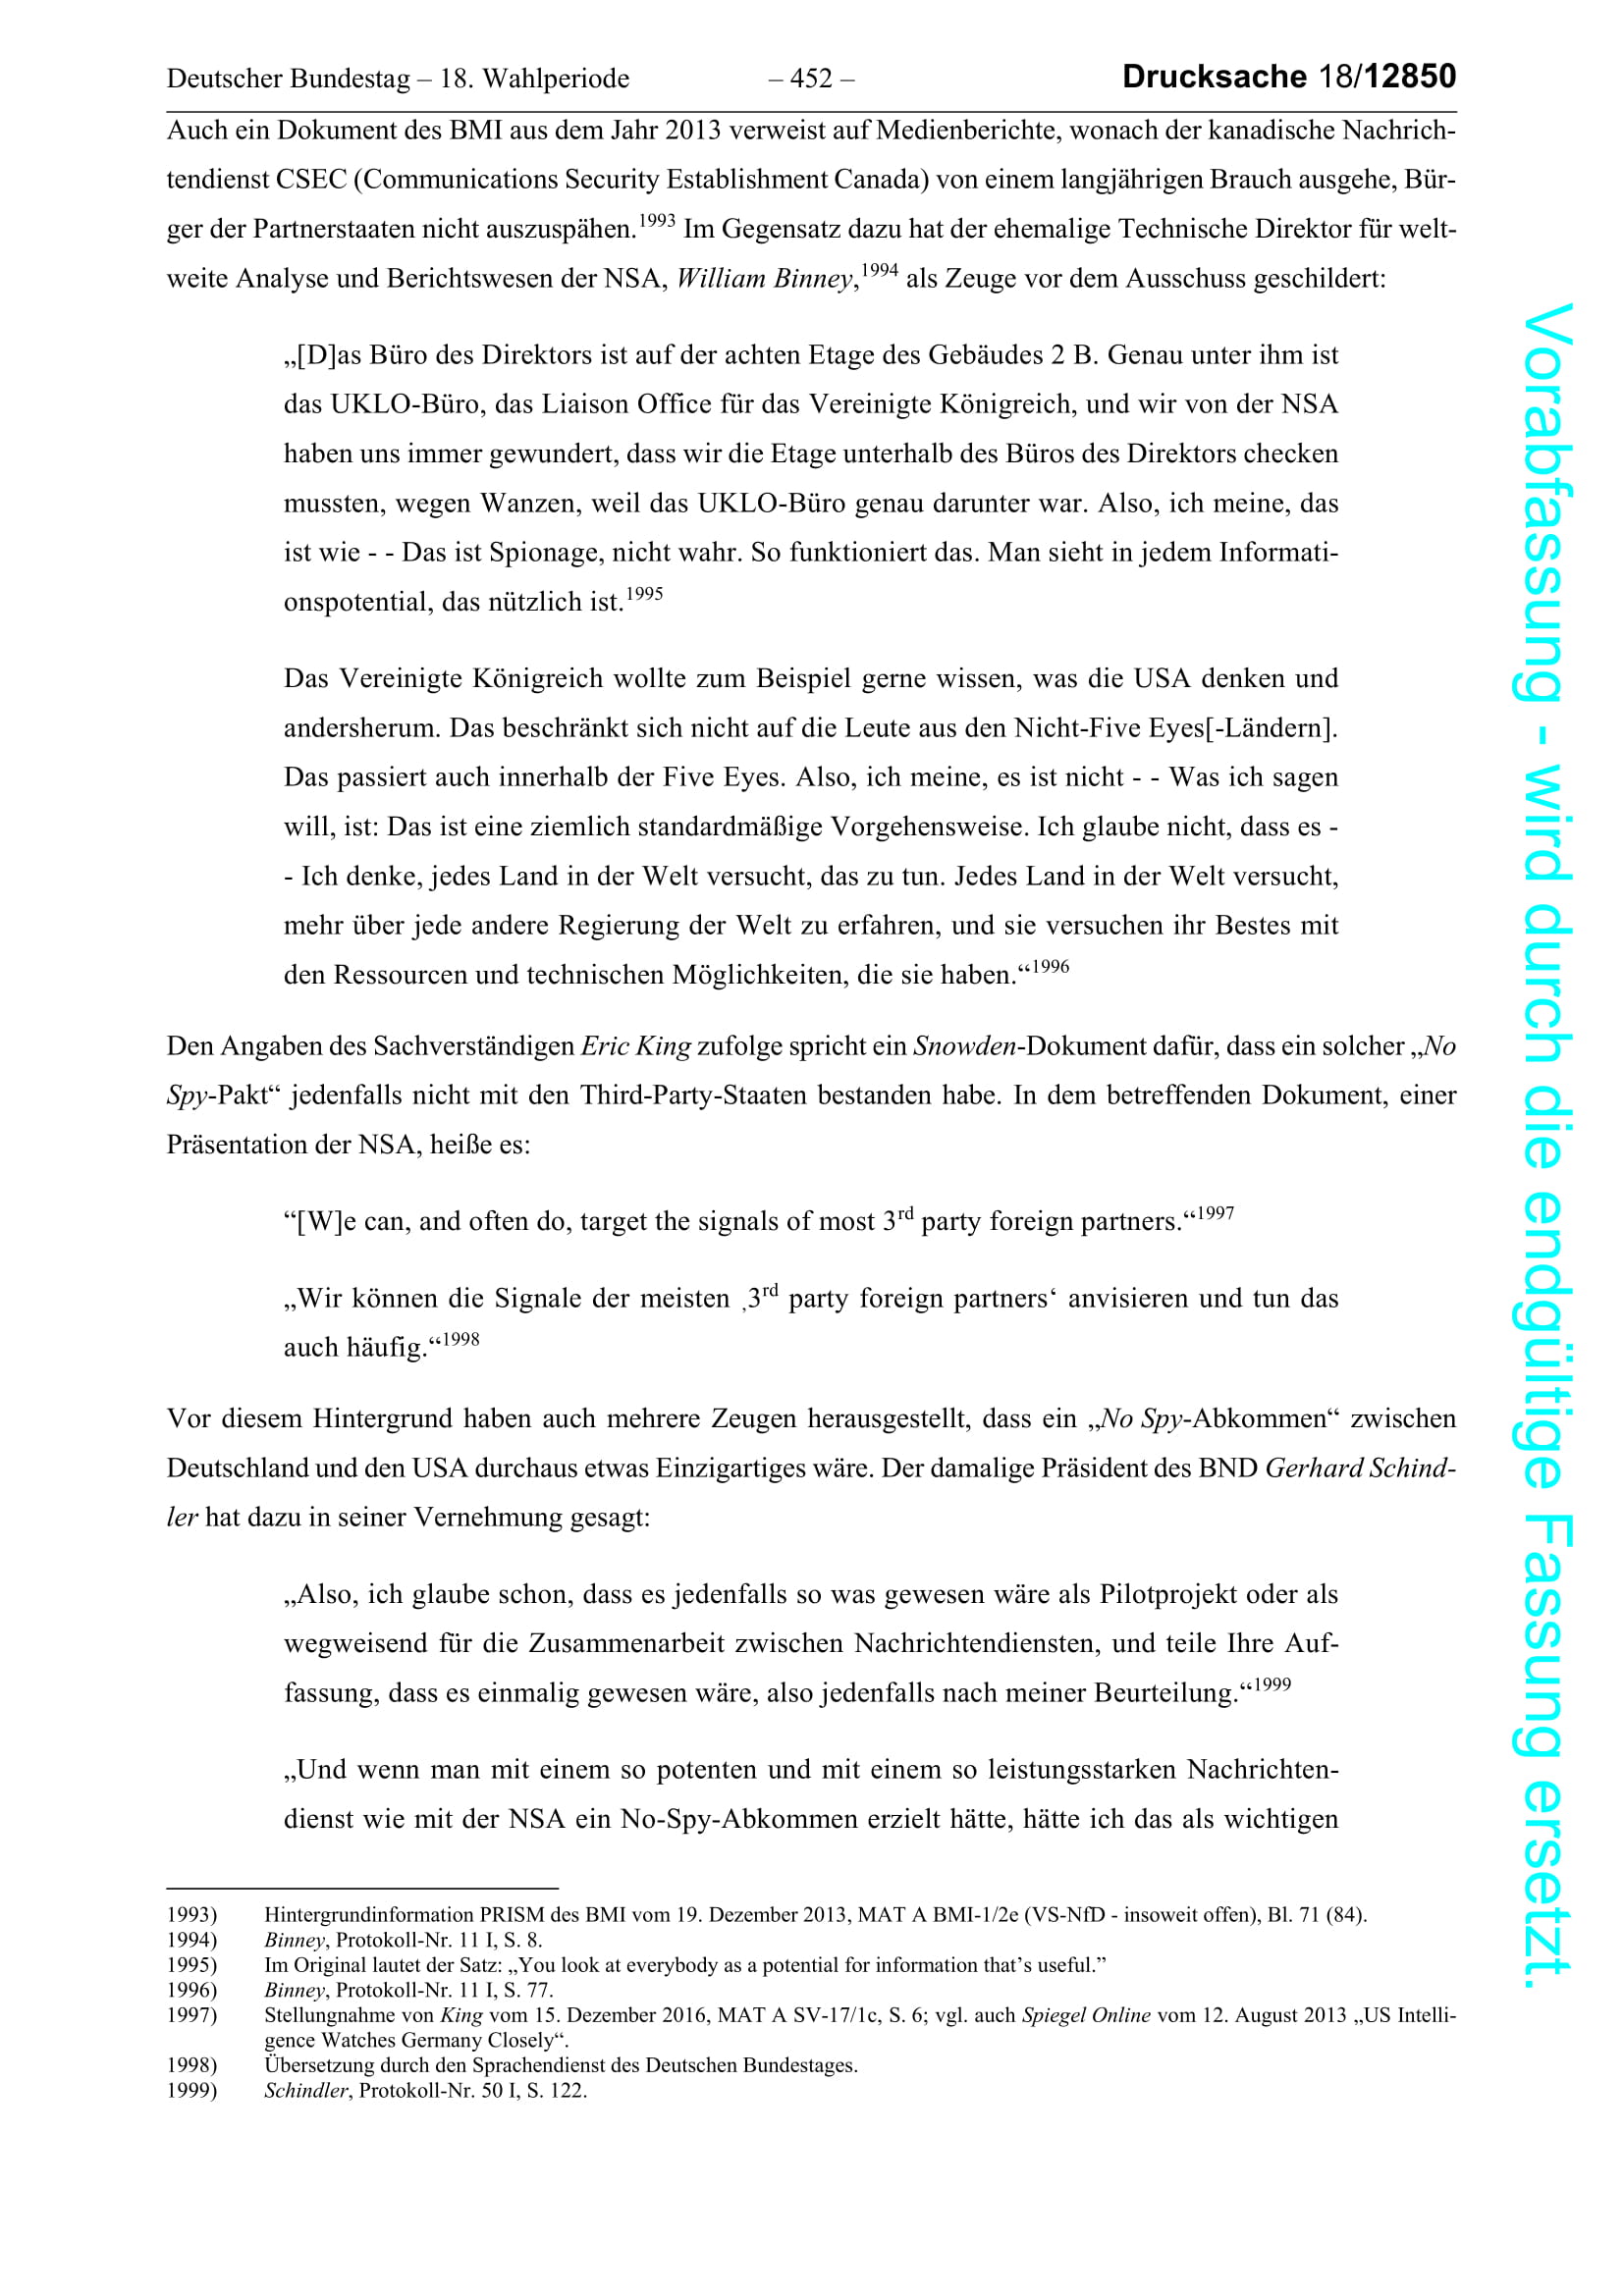 Deutscher Bundestag – 18. Wahlperiode – 452 – Drucksache 18/12850
Auch ein Dokument des BMI aus dem Jahr 2013 verweist auf Medienberichte, wonach der kanadische Nachrich-
tendienst CSEC (Communications Security Establishment Canada) von einem langjährigen Brauch ausgehe, Bür-
ger der Partnerstaaten nicht auszuspähen.1993 Im Gegensatz dazu hat der ehemalige Technische Direktor für welt-
weite Analyse und Berichtswesen der NSA, William Binney,1994 als Zeuge vor dem Ausschuss geschildert:
„[D]as Büro des Direktors ist auf der achten Etage des Gebäudes 2 B. Genau unter ihm ist
das UKLO-Büro, das Liaison Office für das Vereinigte Königreich, und wir von der NSA
haben uns immer gewundert, dass wir die Etage unterhalb des Büros des Direktors checken
mussten, wegen Wanzen, weil das UKLO-Büro genau darunter war. Also, ich meine, das
ist wie - - Das ist Spionage, nicht wahr. So funktioniert das. Man sieht in jedem Informati-
onspotential, das nützlich ist.1995
Das Vereinigte Königreich wollte zum Beispiel gerne wissen, was die USA denken und
andersherum. Das beschränkt sich nicht auf die Leute aus den Nicht-Five Eyes[-Ländern].
Das passiert auch innerhalb der Five Eyes. Also, ich meine, es ist nicht - - Was ich sagen
will, ist: Das ist eine ziemlich standardmäßige Vorgehensweise. Ich glaube nicht, dass es -
- Ich denke, jedes Land in der Welt versucht, das zu tun. Jedes Land in der Welt versucht,
mehr über jede andere Regierung der Welt zu erfahren, und sie versuchen ihr Bestes mit
den Ressourcen und technischen Möglichkeiten, die sie haben.“1996
Den Angaben des Sachverständigen Eric King zufolge spricht ein Snowden-Dokument dafür, dass ein solcher „No
Spy-Pakt“ jedenfalls nicht mit den Third-Party-Staaten bestanden habe. In dem betreffenden Dokument, einer
Präsentation der NSA, heiße es:
“[W]e can, and often do, target the signals of most 3rd party foreign partners.“1997
„Wir können die Signale der meisten ‚3rd party foreign partners‘ anvisieren und tun das
auch häufig.“1998
Vor diesem Hintergrund haben auch mehrere Zeugen herausgestellt, dass ein „No Spy-Abkommen“ zwischen
Deutschland und den USA durchaus etwas Einzigartiges wäre. Der damalige Präsident des BND Gerhard Schind-
ler hat dazu in seiner Vernehmung gesagt:
„Also, ich glaube schon, dass es jedenfalls so was gewesen wäre als Pilotprojekt oder als
wegweisend für die Zusammenarbeit zwischen Nachrichtendiensten, und teile Ihre Auf-
fassung, dass es einmalig gewesen wäre, also jedenfalls nach meiner Beurteilung.“1999
„Und wenn man mit einem so potenten und mit einem so leistungsstarken Nachrichten-
dienst wie mit der NSA ein No-Spy-Abkommen erzielt hätte, hätte ich das als wichtigen
1993) Hintergrundinformation PRISM des BMI vom 19. Dezember 2013, MAT A BMI-1/2e (VS-NfD - insoweit offen), Bl. 71 (84).
1994) Binney, Protokoll-Nr. 11 I, S. 8.
1995) Im Original lautet der Satz: „You look at everybody as a potential for information that’s useful.”
1996) Binney, Protokoll-Nr. 11 I, S. 77.
1997) Stellungnahme von King vom 15. Dezember 2016, MAT A SV-17/1c, S. 6; vgl. auch Spiegel Online vom 12. August 2013 „US Intelli-
gence Watches Germany Closely“.
1998) Übersetzung durch den Sprachendienst des Deutschen Bundestages.
1999) Schindler, Protokoll-Nr. 50 I, S. 122.
Vorabfassung - wird durch die endgültige Fassung ersetzt.